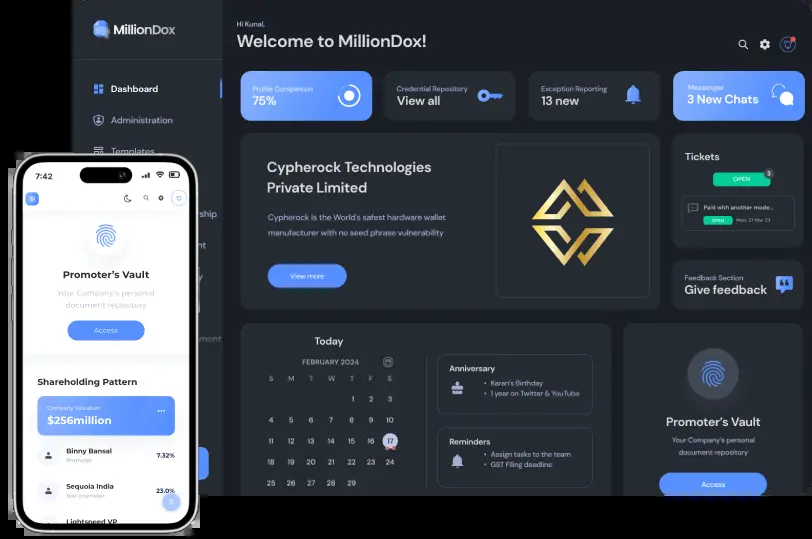 MillionDox
Dashboard
Administration
Templates
Hi Kunal,
Welcome to MillionDox!
Profile Completion
75%
Credential Repository
View all
Exception Reporting
13 new
Messenger
3 New Chats
Cypherock Technologies
Private Limited
Cypherock is the World's safest hardware wallet
manufacturer with no seed phrase vulnerability
View more
Tickets
3
OPEN
Paid with another mode...
OPEN
Mon, 21 Mar 23
Feedback Section
Give feedback
Today
FEBRUARY 2024
S M T W T F S
1 2 3
4 5 6 7 8 9 10
11 12 13 14 15 16 17
18 19 20 21 22 23 24
25 26 27 28 29
Anniversary
• Karan's Birthday
• 1 year on Twitter & YouTube
Reminders
• Assign tasks to the team
• GST Filing deadline
Promoter's Vault
Your Company's personal
document repository
Access
7:42
Promoter's Vault
Your Company's personal
document repository
Access
Shareholding Pattern
Company Valuation
$256million
Binny Bansal
Promoter
7.32%
Sequoia India
Non promoter
23.0%
Lightspeed VP